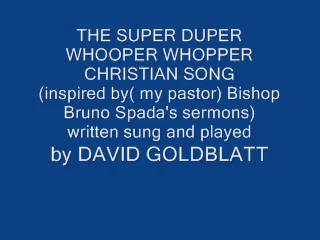 THE SUPER DUPER
WHOOPER WHOPPER
CHRISTIAN SONG
(inspired by( my pastor) Bishop
Bruno Spada's sermons)
written sung and played
by DAVID GOLDBLATT